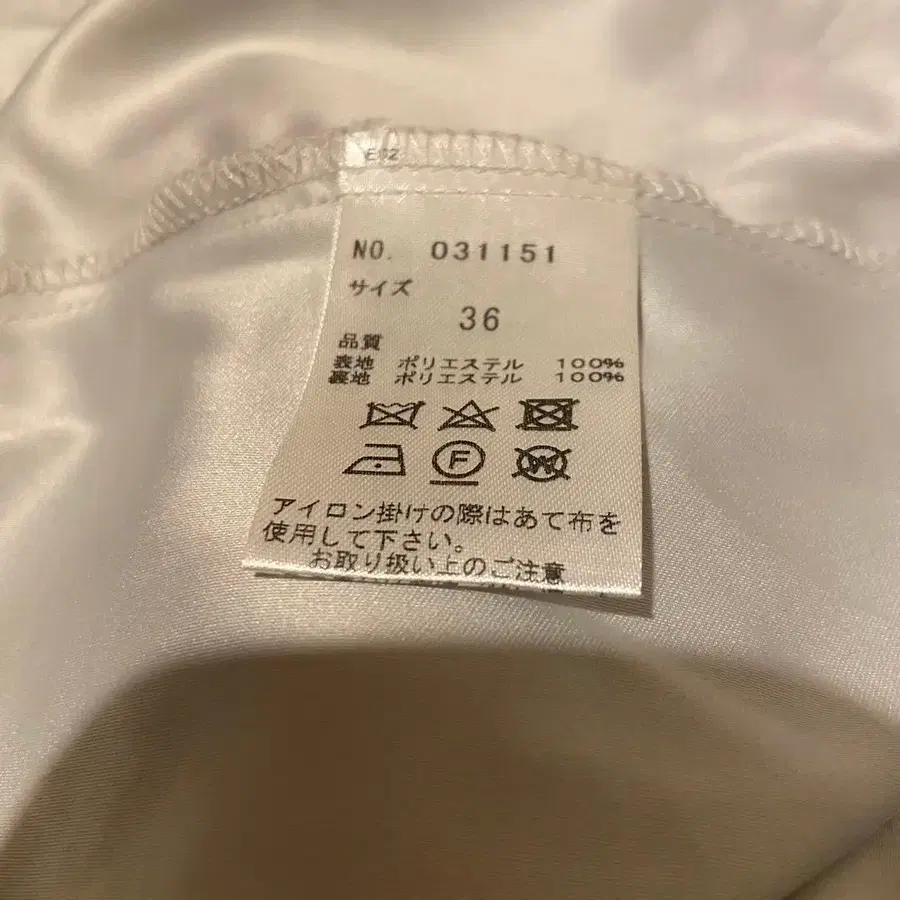 NO. 031151
サイズ
36
品質
表地 ポリエステル 100%
裏地 ポリエステル 100%
F
W
アイロン掛けの際はあて布を
使用して下さい。
お取り扱い上のご注意